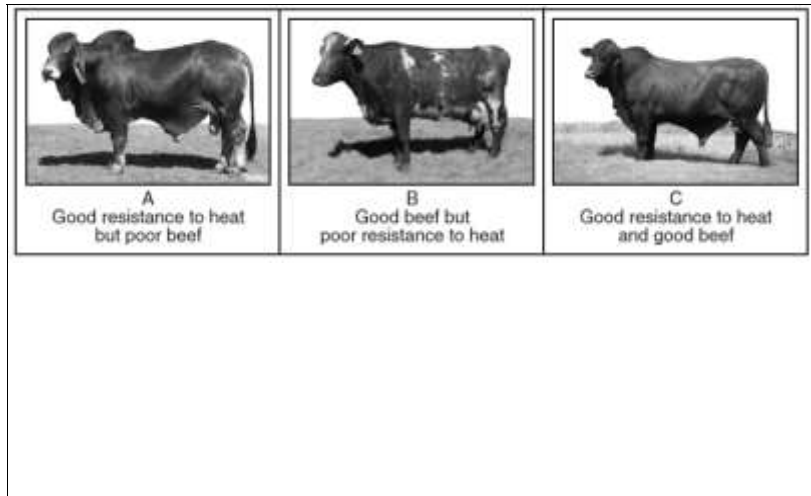 A
Good resistance to heat
but poor beef
B
Good beef but
poor resistance to heat
C
Good resistance to heat
and good beef